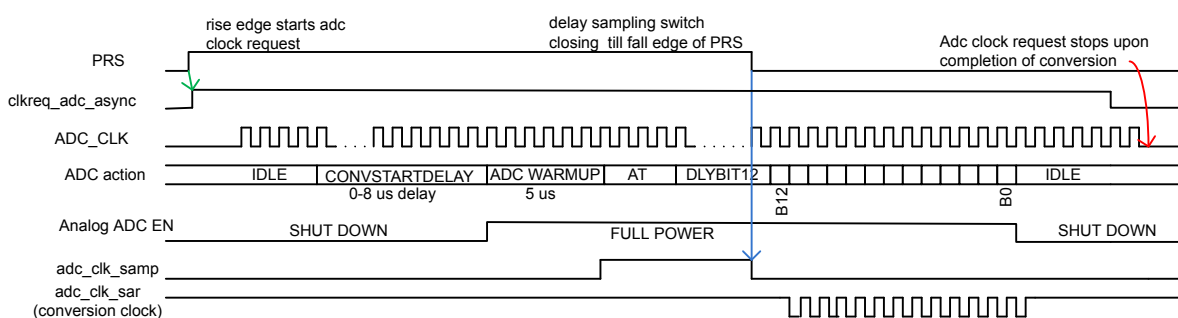 rise edge starts adc
clock request
delay sampling switch
closing till fall edge of PRS
Adc clock request stops upon
completion of conversion
PRS
clkreq_adc_async
ADC_CLK
ADC action
IDLE
CONVSTARTDELAY
ADC WARMUP
AT
DLYBIT12
B12
B0
IDLE
0-8 us delay
5 us
Analog ADC EN
SHUT DOWN
FULL POWER
SHUT DOWN
adc_clk_samp
adc_clk_sar
(conversion clock)